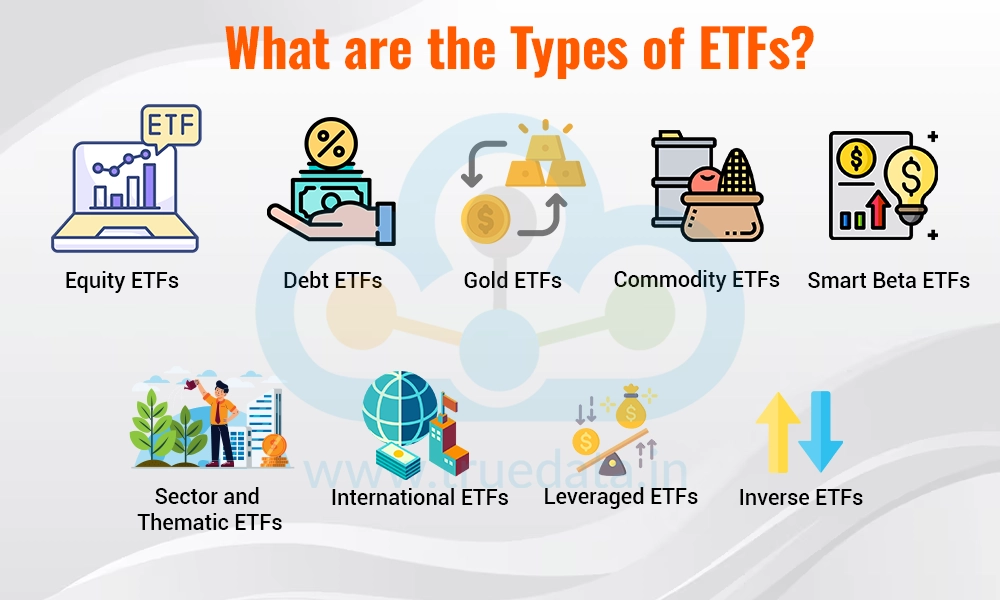 What are the Types of ETFs?
ETF
Equity ETFs
Debt ETFs
Gold ETFs
Commodity ETFs
Smart Beta ETFs
Sector and
Thematic ETFs
International ETFs
Leveraged ETFs
Inverse ETFs
www.truedata.in